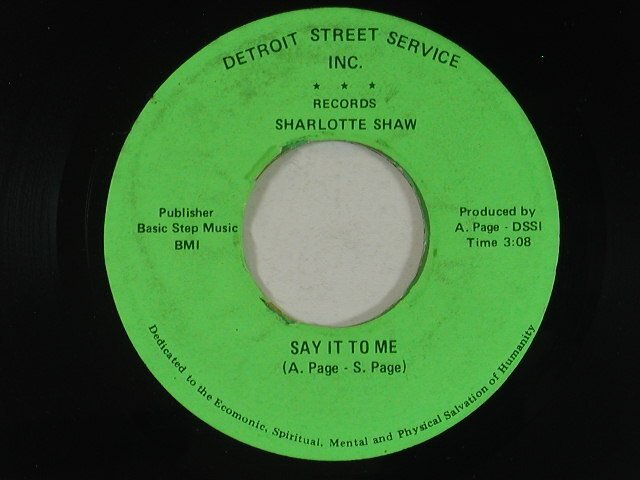 DETROIT STREET SERVICE
INC.
★ ★ ★
RECORDS
SHARLOTTE SHAW
Publisher
Basic Step Music
BMI
Produced by
A. Page - DSSI
Time 3:08
SAY IT TO ME
(A. Page - S. Page)
Dedicated to the Ecomonic, Spiritual, Mental and Physical Salvation of Humanity